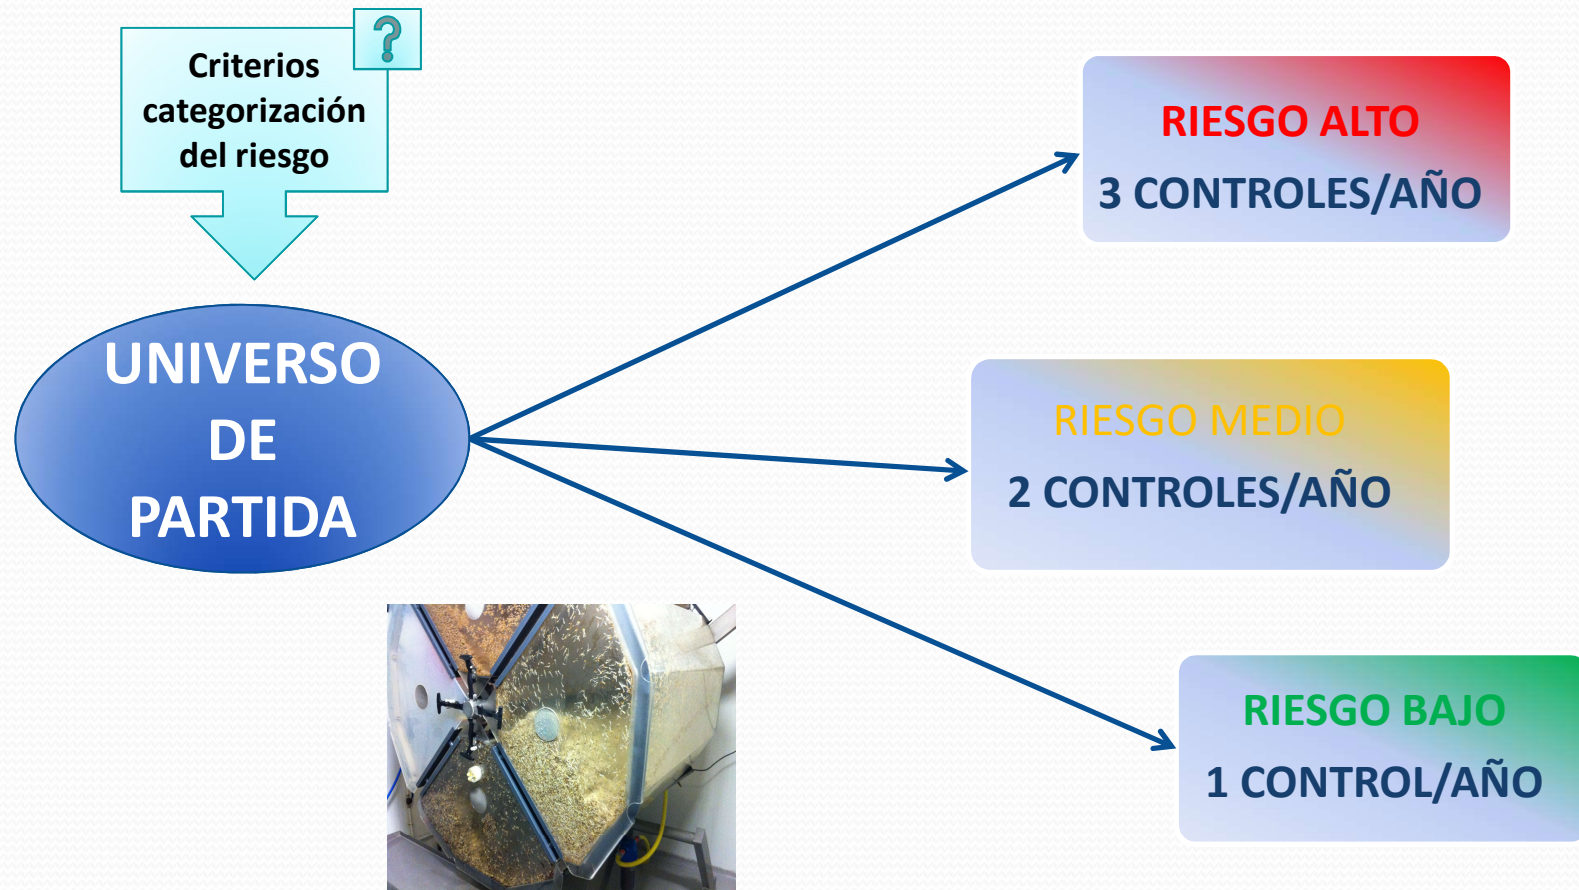 ?
Criterios
categorización
del riesgo
UNIVERSO
DE
PARTIDA
RIESGO ALTO
3 CONTROLES/AÑO
RIESGO MEDIO
2 CONTROLES/AÑO
RIESGO BAJO
1 CONTROL/AÑO